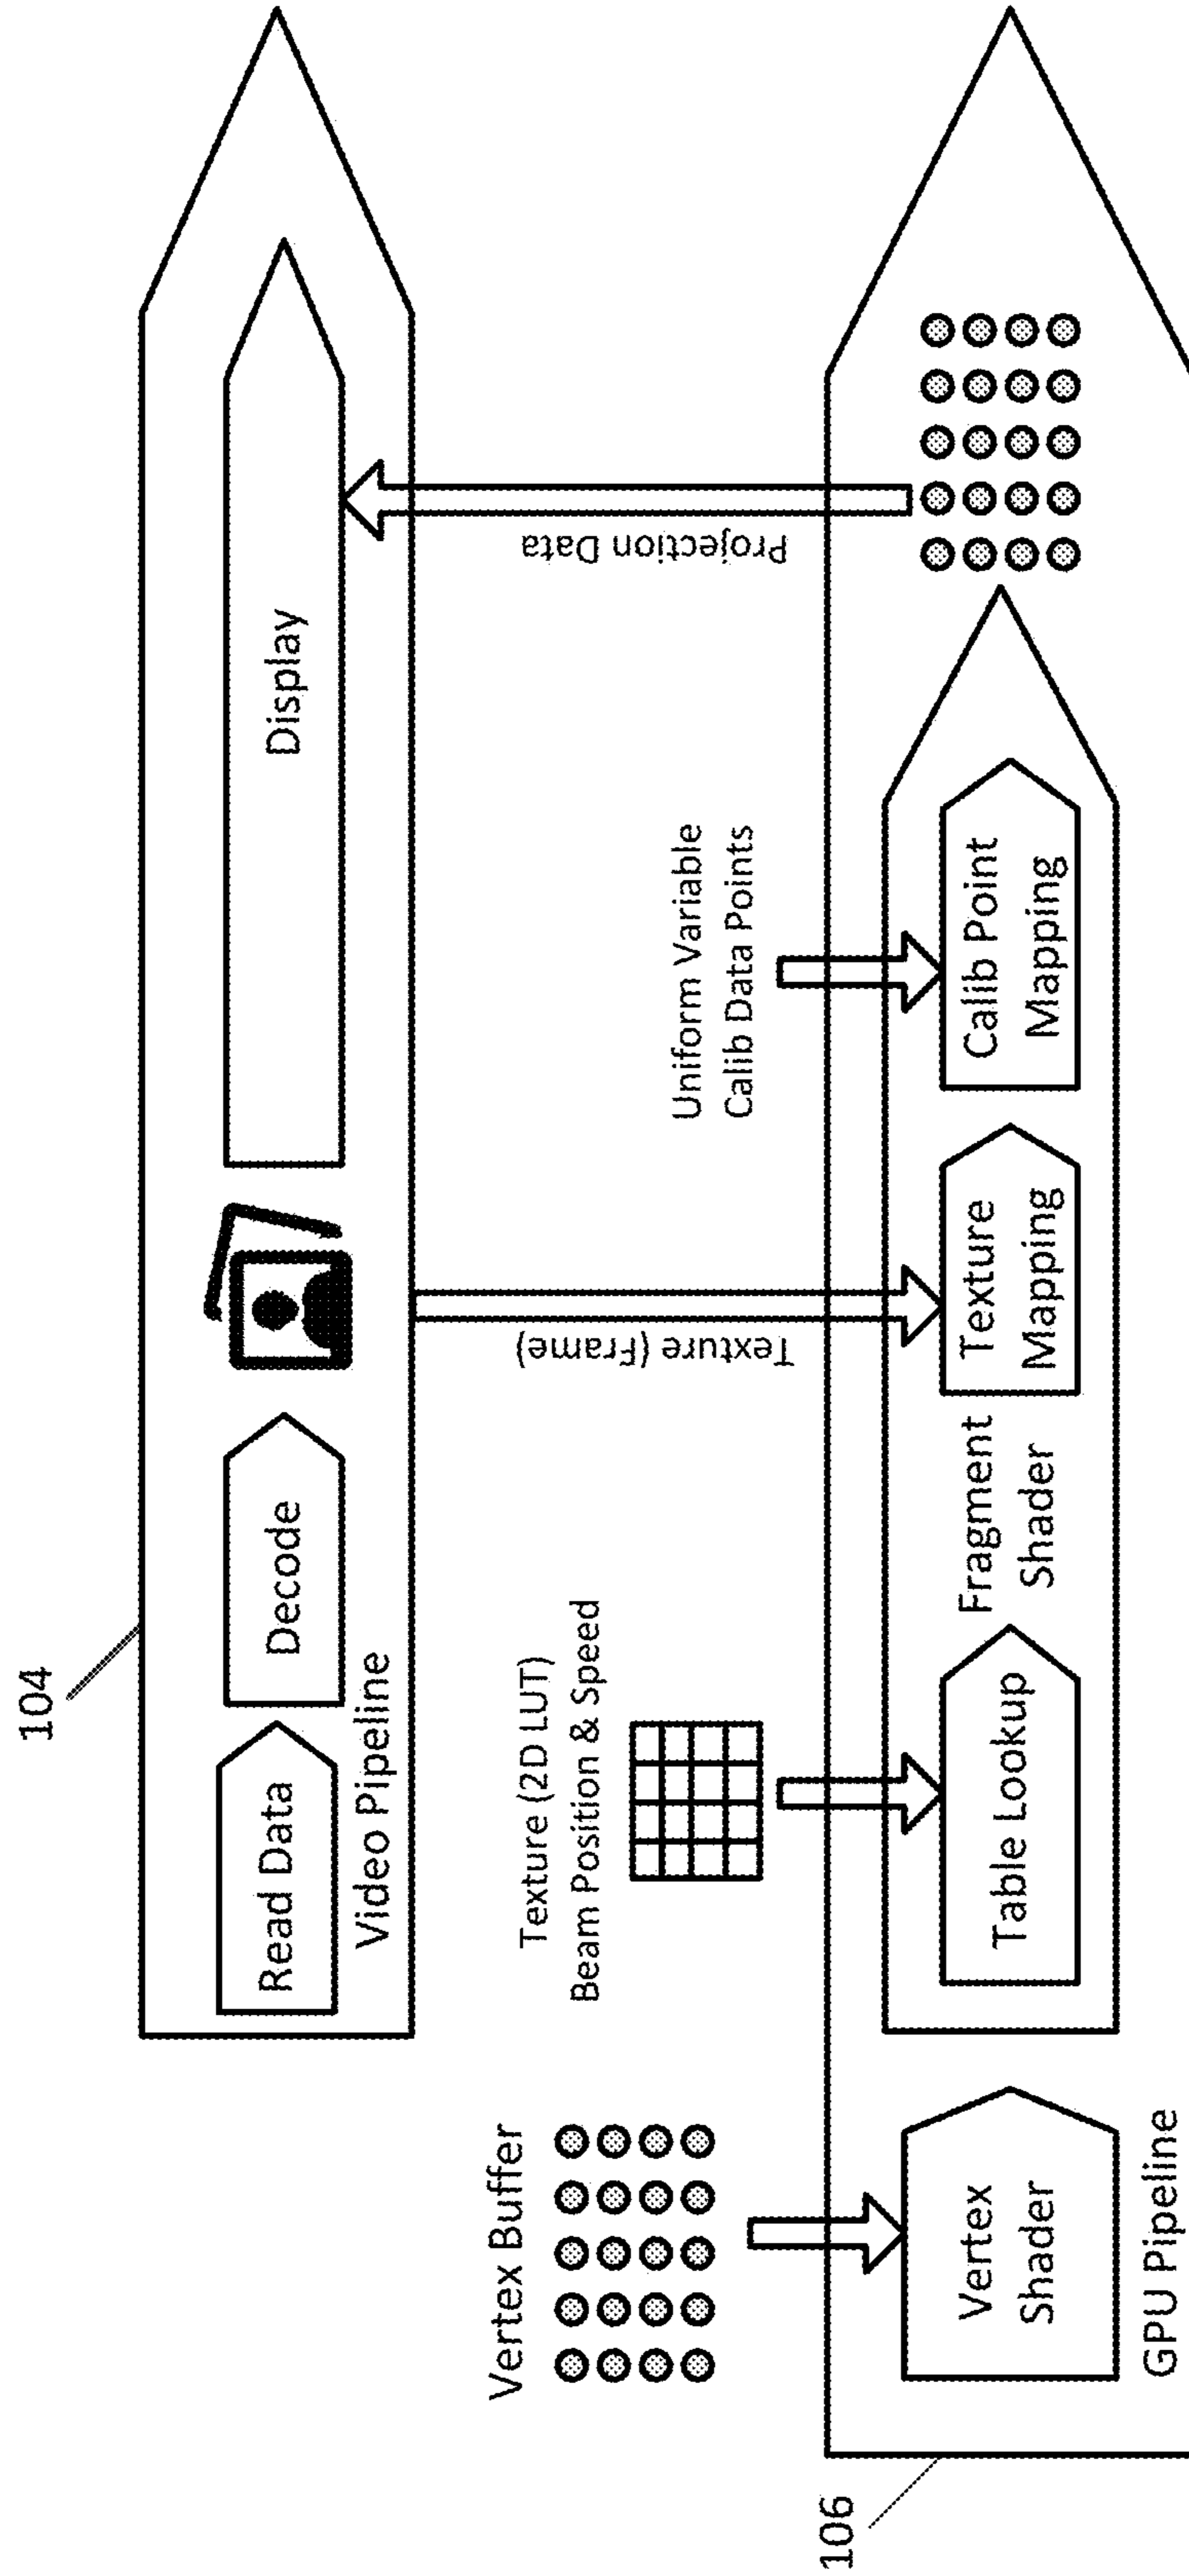 104
Read Data
Decode
Display
Video Pipeline
Vertex Buffer
Texture (2D LUT)
Beam Position & Speed
Texture (Frame)
Uniform Variable
Calib Data Points
Projection Data
106
Vertex
Shader
Table Lookup
Fragment
Shader
Texture
Mapping
Calib Point
Mapping
GPU Pipeline